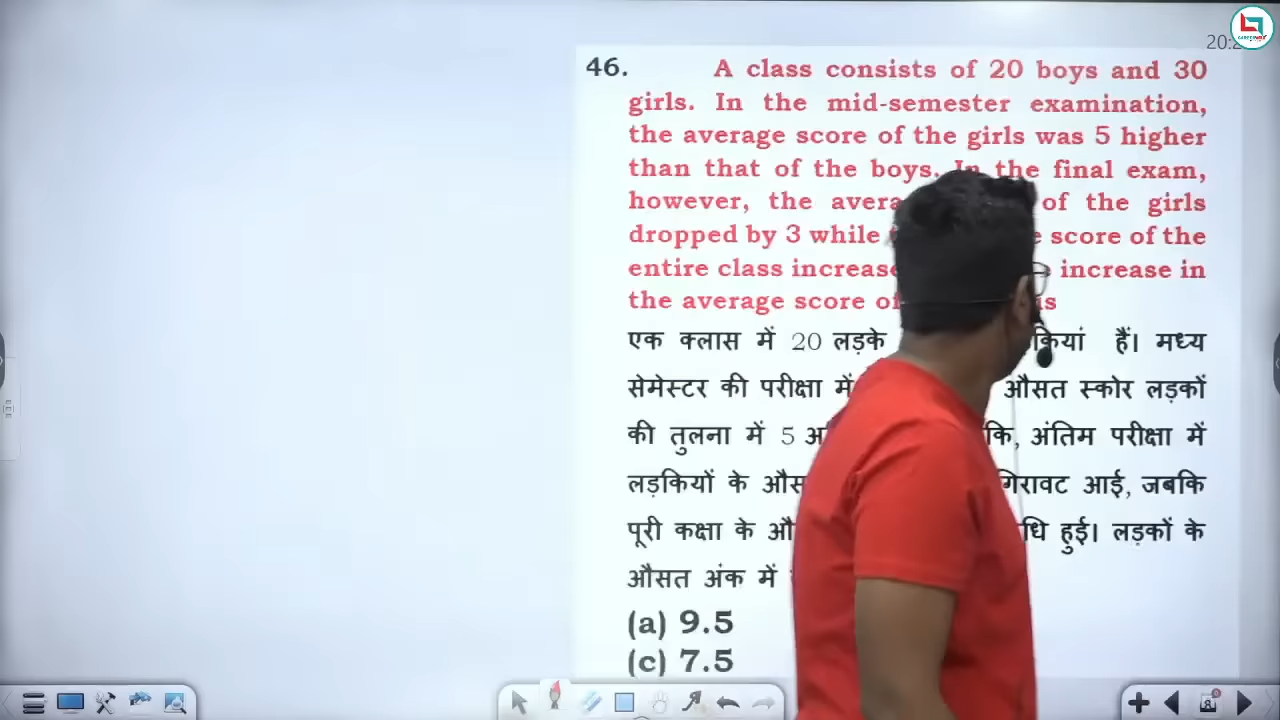 20:2
46. A class consists of 20 boys and 30
girls. In the mid-semester examination,
the average score of the girls was 5 higher
than that of the boys. In the final exam,
however, the of the girls
dropped by 3 while score of the
entire class increase in
the average score of
एक क्लास में 20 लड़के हैं। मध्य
सेमेस्टर की परीक्षा में औसत स्कोर लड़कों
की तुलना में 5 अंतिम परीक्षा में
लड़कियों के गिरावट आई, जबकि
पूरी कक्षा के हुई। लड़कों के
औसत अंक में
(a) 9.5
(c) 7.5